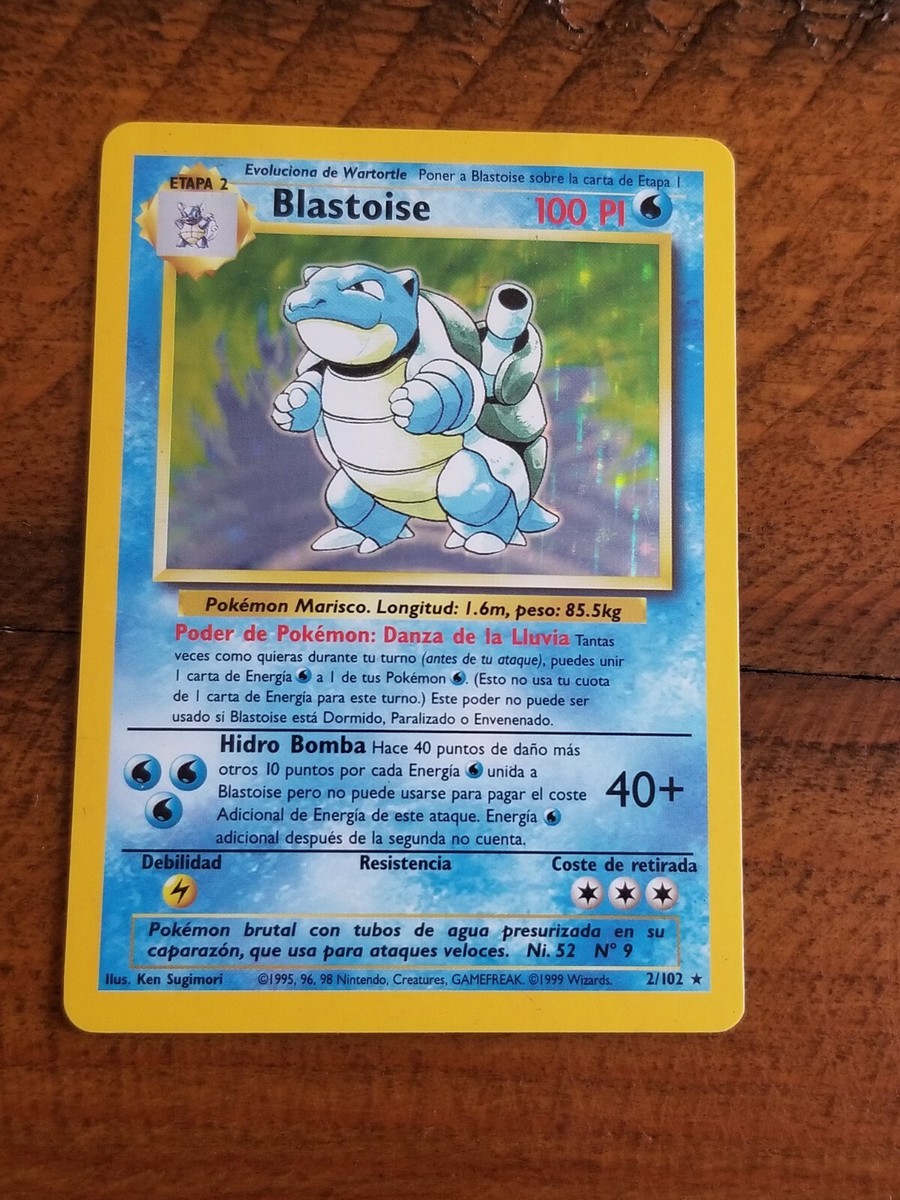 Evoluciona de Wartortle Poner a Blastoise sobre la carta de Etapa 1
ETAPA 2
Blastoise 100 PI
Pokémon Marisco. Longitud: 1.6m, peso: 85.5kg
Poder de Pokémon: Danza de la Lluvia Tantas
veces como quieras durante tu turno (antes de tu ataque), puedes unir
1 carta de Energía a 1 de tus Pokémon . (Esto no usa tu cuota
de 1 carta de Energía para este turno.) Este poder no puede ser
usado si Blastoise está Dormido, Paralizado o Envenenado.
Hidro Bomba Hace 40 puntos de daño más
otros 10 puntos por cada Energía unida a
Blastoise pero no puede usarse para pagar el coste
Adicional de Energía de este ataque. Energía
adicional después de la segunda no cuenta.
40+
Debilidad Resistencia Coste de retirada
Pokémon brutal con tubos de agua presurizada en su
caparazón, que usa para ataques veloces. Ni. 52 N° 9
Ilus. Ken Sugimori ©1995, 96, 98 Nintendo, Creatures, GAMEFREAK. ©1999 Wizards. 2/102 ★